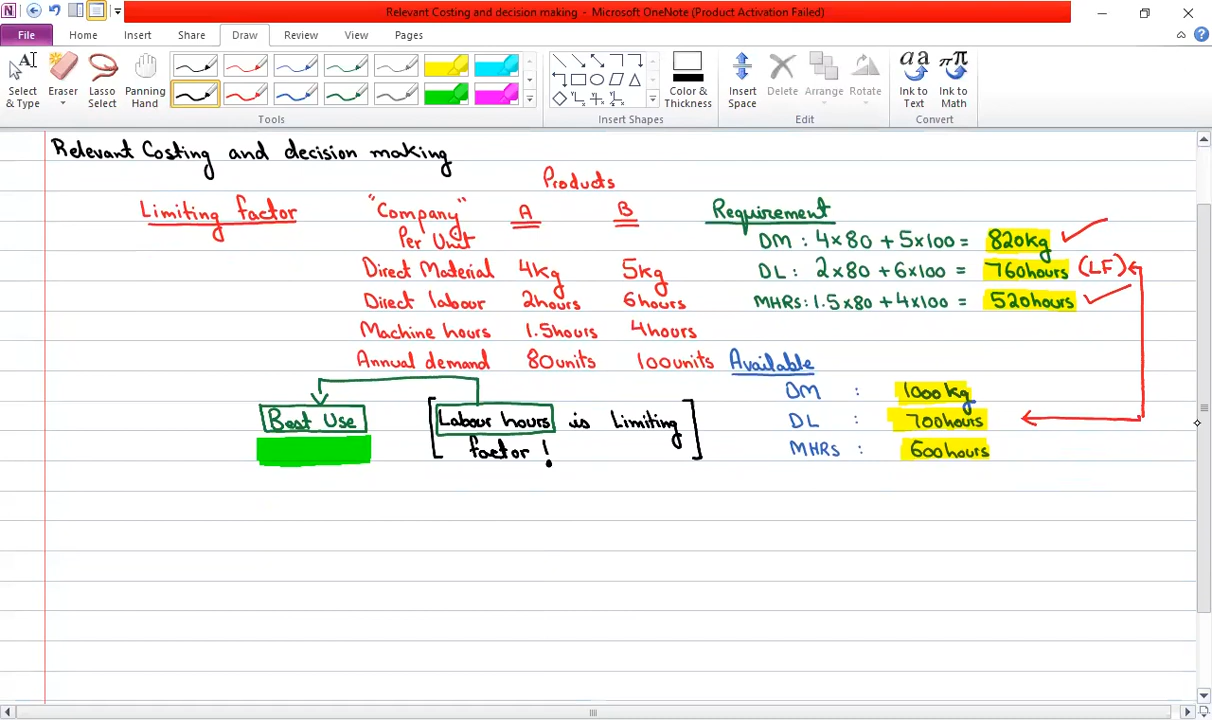 Relevant Costing and decision making - Microsoft OneNote (Product Activation Failed)
File Home Insert Share Draw Review View Pages
Select & Type
Eraser
Lasso Select
Panning Hand
Color & Thickness
Insert Space
Delete
Arrange
Rotate
Ink to Text
Ink to Math
Tools Insert Shapes Edit Convert
Relevant Costing and decision making
Products
Limiting factor "Company" A B Requirement
Per Unit DM : 4x80 + 5x100 = 820kg
Direct Material 4kg 5kg DL : 2x80 + 6x100 = 760hours (LF)
Direct labour 2hours 6hours MHRs : 1.5x80 + 4x100 = 520hours
Machine hours 1.5hours 4hours
Annual demand 80units 100units Available
DM : 1000kg
Best Use [Labour hours is Limiting DL : 700hours
factor !] MHRs : 600hours